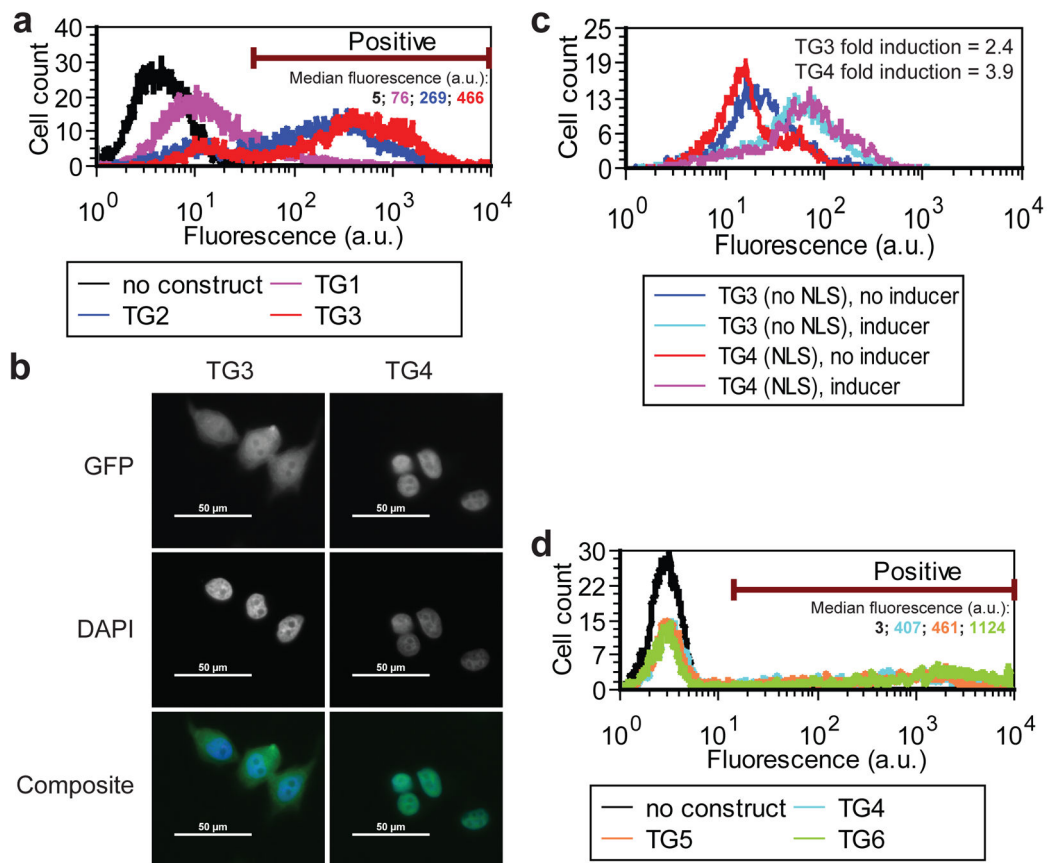 a
Cell count
40
30
20
10
0
Positive
Median fluorescence (a.u.):
5; 76; 269; 466
10^0 10^1 10^2 10^3 10^4
Fluorescence (a.u.)
no construct TG1
TG2 TG3
b
TG3 TG4
GFP
50 µm 50 µm
DAPI
50 µm 50 µm
Composite
50 µm 50 µm
c
Cell count
25
19
13
6
0
TG3 fold induction = 2.4
TG4 fold induction = 3.9
10^0 10^1 10^2 10^3 10^4
Fluorescence (a.u.)
TG3 (no NLS), no inducer
TG3 (no NLS), inducer
TG4 (NLS), no inducer
TG4 (NLS), inducer
d
Cell count
30
22
15
7
0
Positive
Median fluorescence (a.u.):
3; 407; 461; 1124
10^0 10^1 10^2 10^3 10^4
Fluorescence (a.u.)
no construct TG4
TG5 TG6